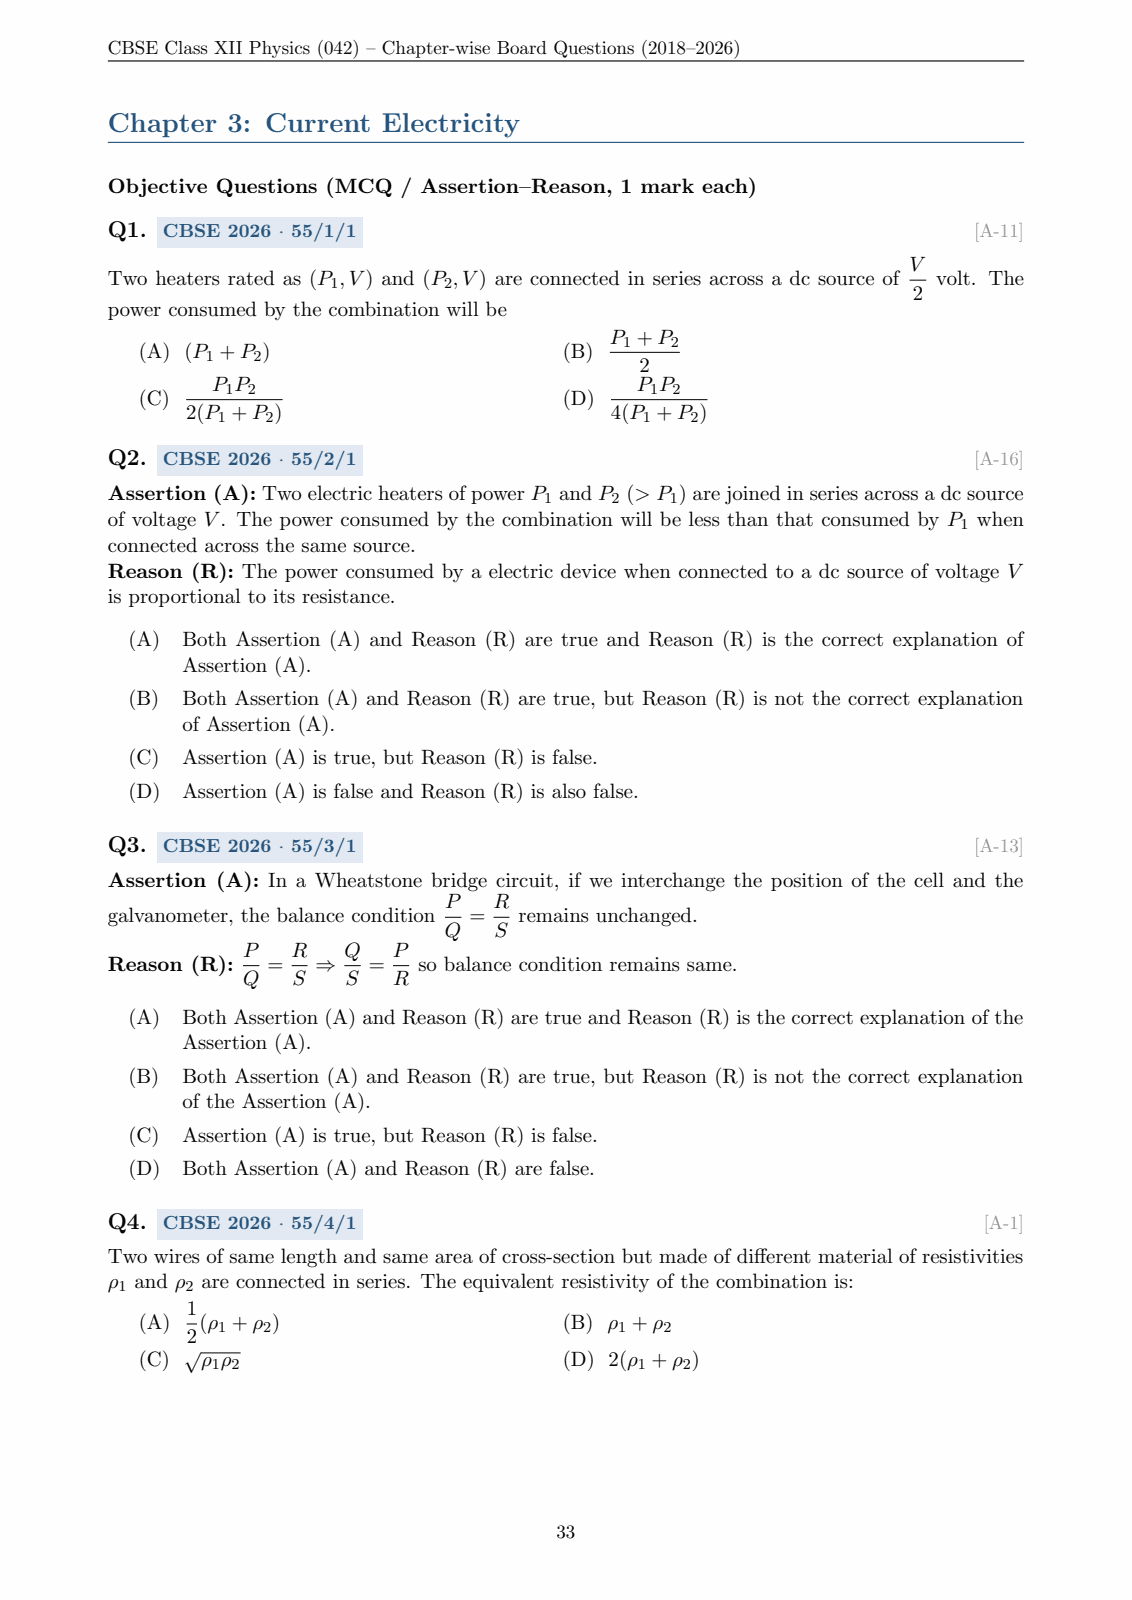 CBSE Class XII Physics (042) – Chapter-wise Board Questions (2018–2026)
Chapter 3: Current Electricity
Objective Questions (MCQ / Assertion–Reason, 1 mark each)
Q1. CBSE 2026 · 55/1/1 [A-11]
Two heaters rated as (P₁, V) and (P₂, V) are connected in series across a dc source of V/2 volt. The
power consumed by the combination will be
(A) (P₁ + P₂) (B) (P₁ + P₂)/2
(C) P₁P₂/2(P₁ + P₂) (D) P₁P₂/4(P₁ + P₂)
Q2. CBSE 2026 · 55/2/1 [A-16]
Assertion (A): Two electric heaters of power P₁ and P₂ (> P₁) are joined in series across a dc source
of voltage V. The power consumed by the combination will be less than that consumed by P₁ when
connected across the same source.
Reason (R): The power consumed by a electric device when connected to a dc source of voltage V
is proportional to its resistance.
(A) Both Assertion (A) and Reason (R) are true and Reason (R) is the correct explanation of
Assertion (A).
(B) Both Assertion (A) and Reason (R) are true, but Reason (R) is not the correct explanation
of Assertion (A).
(C) Assertion (A) is true, but Reason (R) is false.
(D) Assertion (A) is false and Reason (R) is also false.
Q3. CBSE 2026 · 55/3/1 [A-13]
Assertion (A): In a Wheatstone bridge circuit, if we interchange the position of the cell and the
galvanometer, the balance condition P/Q = R/S remains unchanged.
Reason (R): P/Q = R/S ⇒ Q/S = P/R so balance condition remains same.
(A) Both Assertion (A) and Reason (R) are true and Reason (R) is the correct explanation of the
Assertion (A).
(B) Both Assertion (A) and Reason (R) are true, but Reason (R) is not the correct explanation
of the Assertion (A).
(C) Assertion (A) is true, but Reason (R) is false.
(D) Both Assertion (A) and Reason (R) are false.
Q4. CBSE 2026 · 55/4/1 [A-1]
Two wires of same length and same area of cross-section but made of different material of resistivities
ρ₁ and ρ₂ are connected in series. The equivalent resistivity of the combination is:
(A) 1/2(ρ₁ + ρ₂) (B) ρ₁ + ρ₂
(C) √ρ₁ρ₂ (D) 2(ρ₁ + ρ₂)
33